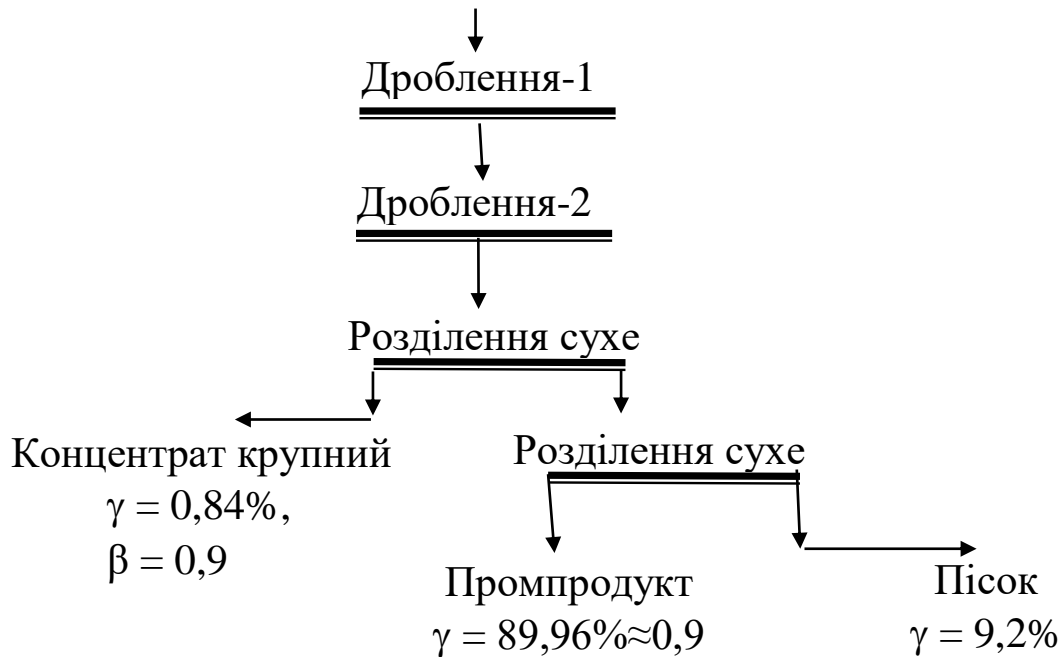 Дроблення-1
Дроблення-2
Розділення сухе
Концентрат крупний
γ = 0,84%,
β = 0,9
Розділення сухе
Промпродукт
γ = 89,96%≈0,9
Пісок
γ = 9,2%